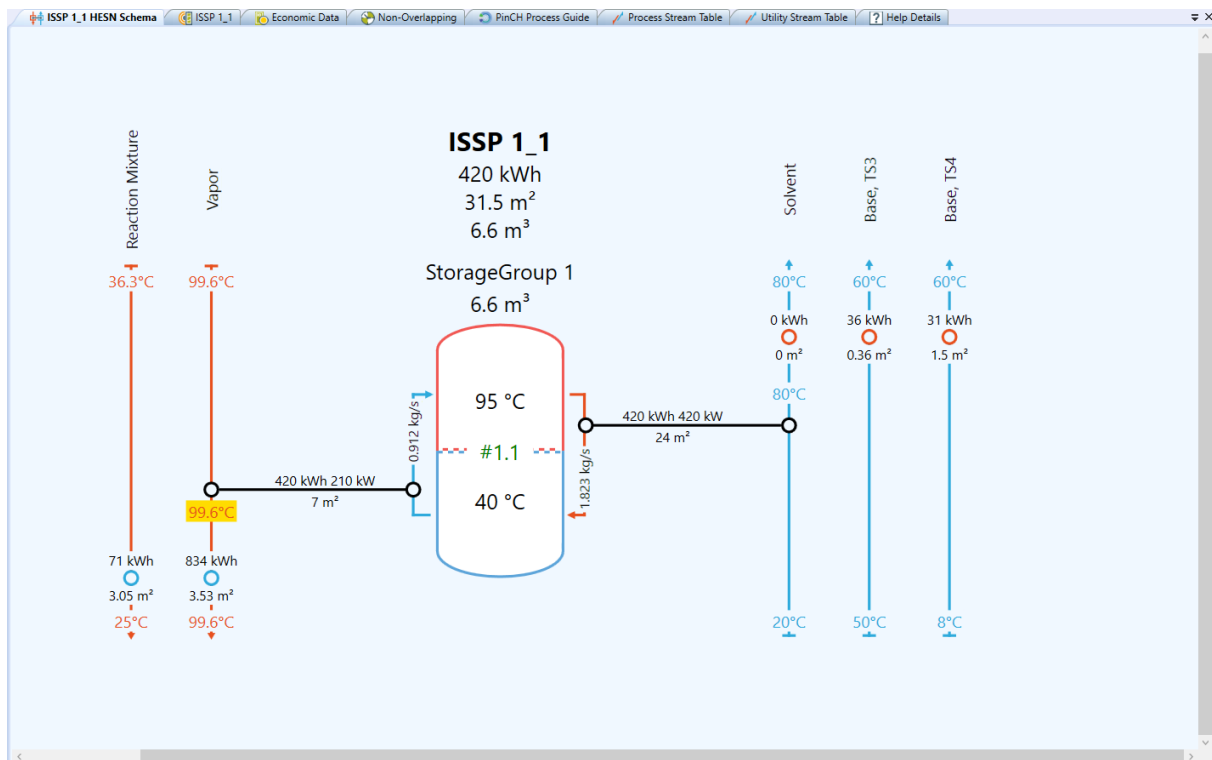 ISSP 1_1 HESN Schema
ISSP 1_1
Economic Data
Non-Overlapping
PinCH Process Guide
Process Stream Table
Utility Stream Table
Help Details
ISSP 1_1
420 kWh
31.5 m²
6.6 m³
StorageGroup 1
6.6 m³
Reaction Mixture
Vapor
Solvent
Base, TS3
Base, TS4
36.3°C
99.6°C
80°C
60°C
60°C
0 kWh
36 kWh
31 kWh
0 m²
0.36 m²
1.5 m²
80°C
95 °C
0.912 kg/s
#1.1
1.823 kg/s
420 kWh 420 kW
24 m²
420 kWh 210 kW
7 m²
40 °C
99.6°C
71 kWh
834 kWh
3.05 m²
3.53 m²
25°C
99.6°C
20°C
50°C
8°C